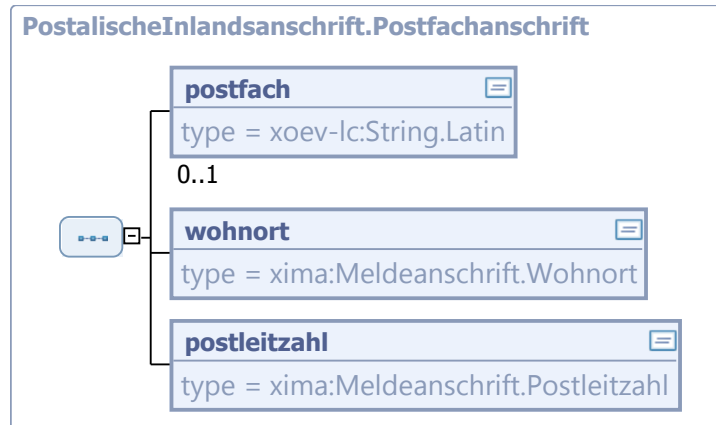 PostalischeInlandsanschrift.Postfachanschrift
postfach
type = xoev-lc:String.Latin
0..1
wohnort
type = xima:Meldeanschrift.Wohnort
postleitzahl
type = xima:Meldeanschrift.Postleitzahl